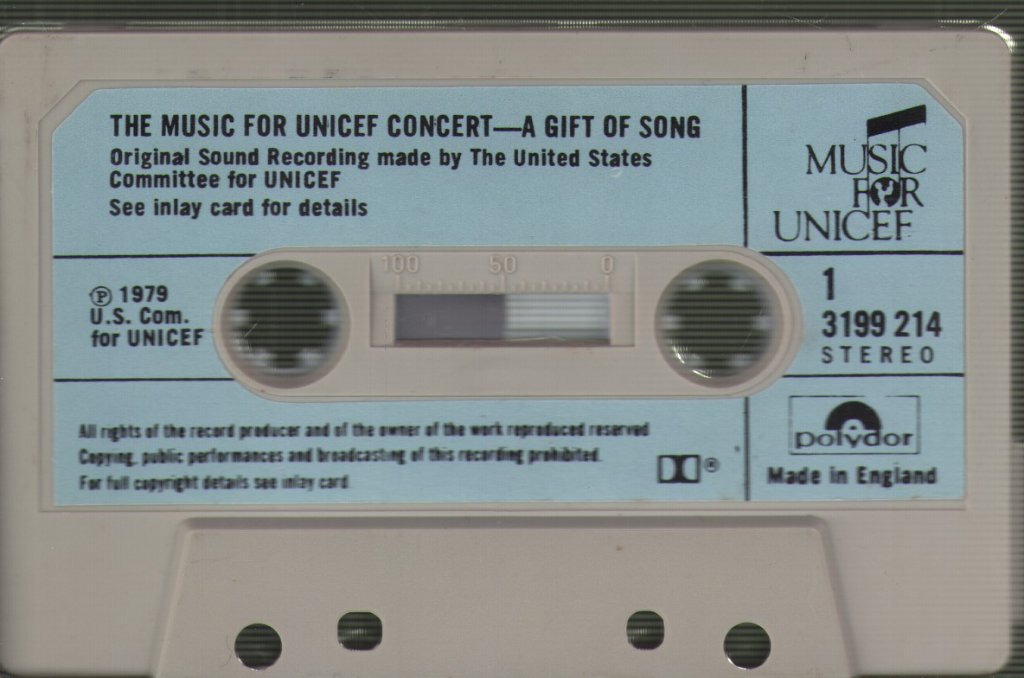 THE MUSIC FOR UNICEF CONCERT—A GIFT OF SONG
Original Sound Recording made by The United States
Committee for UNICEF
See inlay card for details
MUSIC
FOR
UNICEF
℗ 1979
U.S. Com.
for UNICEF
100 50 0
1
3199 214
STEREO
All rights of the record producer and of the owner of the work reproduced reserved
Copying, public performances and broadcasting of this recording prohibited.
For full copyright details see inlay card
®
polydor
Made in England